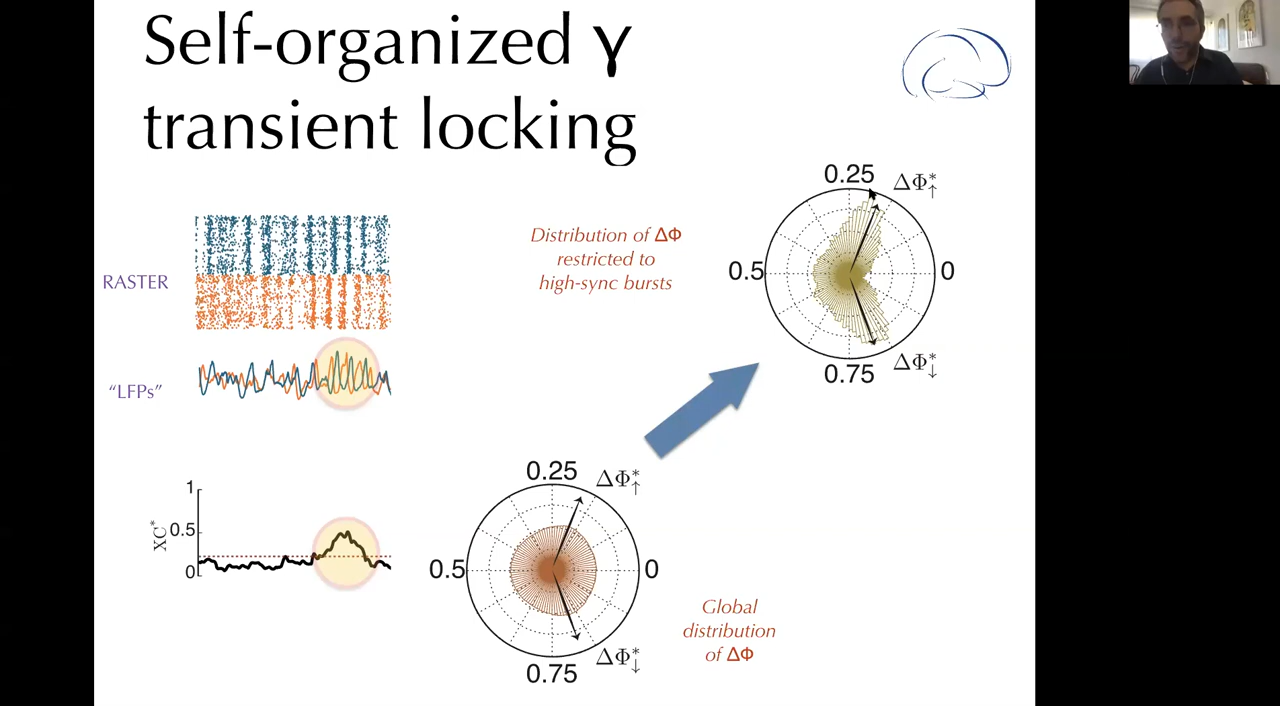 Self-organized γ
transient locking
RASTER
“LFPs”
Distribution of ΔΦ
restricted to
high-sync bursts
0.25
ΔΦ*↑
0.5
0
0.75
ΔΦ*↓
1
0.5
0
XC*
0.25
ΔΦ*↑
0.5
0
0.75
ΔΦ*↓
Global
distribution
of ΔΦ